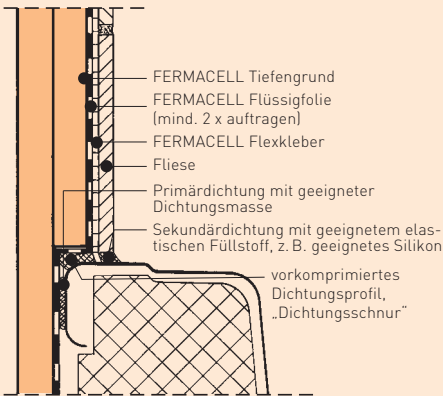 FERMACELL Tiefengrund
FERMACELL Flüssigfolie
(mind. 2 x auftragen)
FERMACELL Flexkleber
Fliese
Primärdichtung mit geeigneter
Dichtungsmasse
Sekundärdichtung mit geeignetem elas-
tischen Füllstoff, z. B. geeignetes Silikon
vorkomprimiertes
Dichtungsprofil,
„Dichtungsschnur“